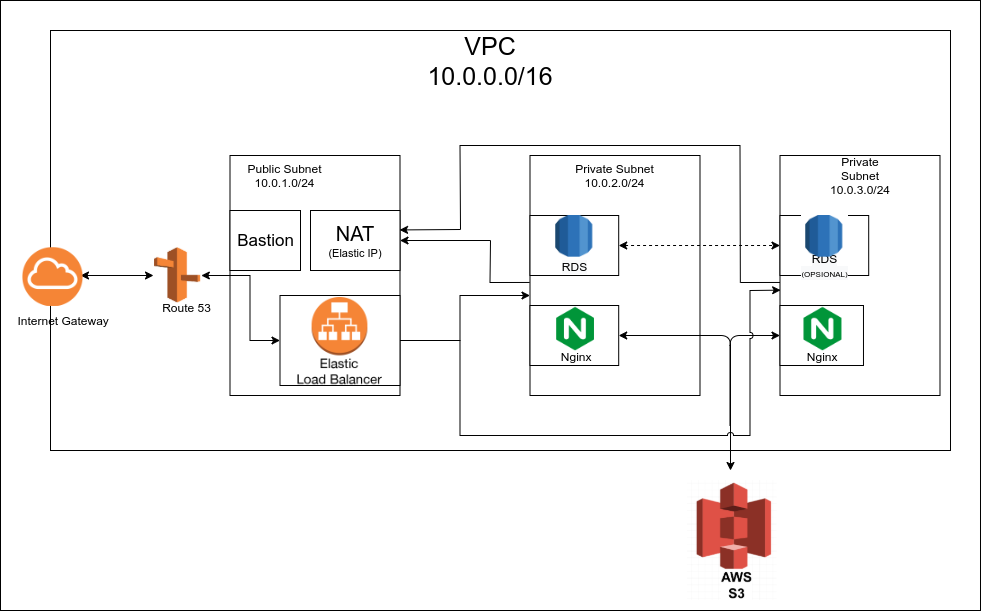 VPC
10.0.0.0/16
Public Subnet
10.0.1.0/24
Private Subnet
10.0.2.0/24
Private
Subnet
10.0.3.0/24
Bastion
NAT
(Elastic IP)
RDS
RDS
(OPSIONAL)
Internet Gateway
Route 53
Elastic
Load Balancer
Nginx
Nginx
AWS
S3